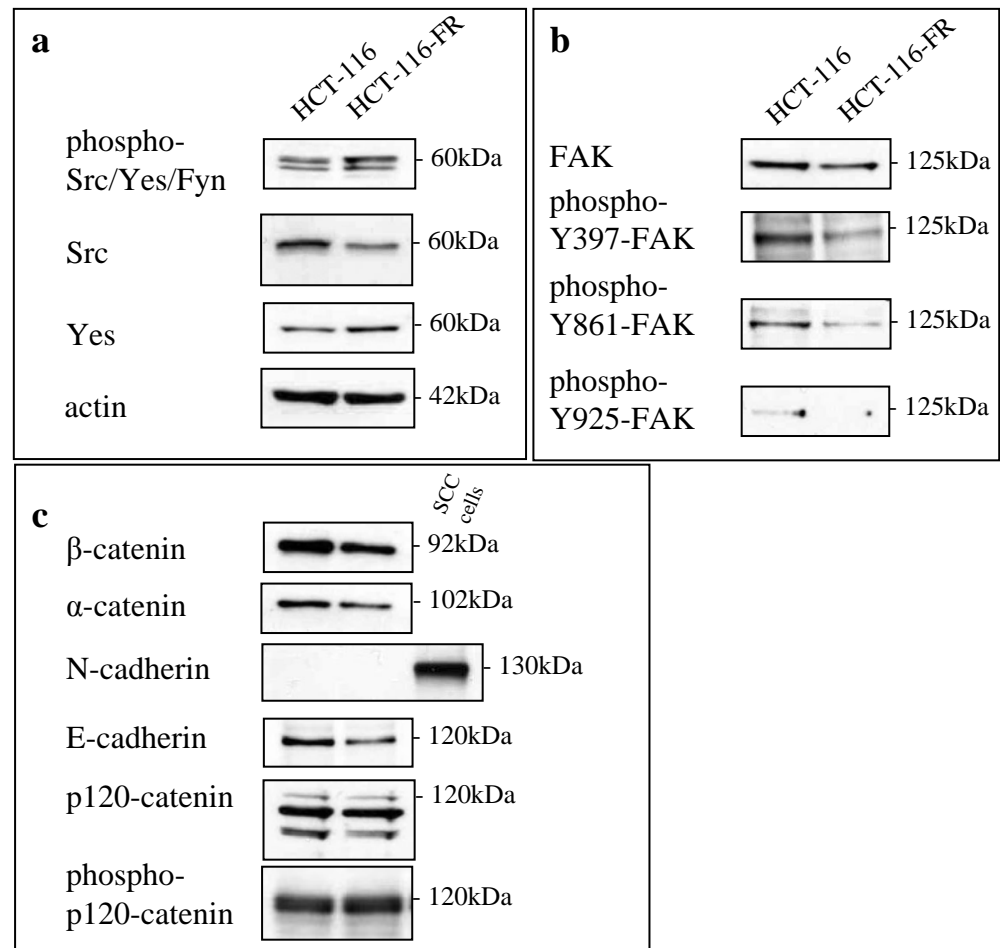 a
HCT-116
HCT-116-FR
phospho-
Src/Yes/Fyn
- 60kDa
Src
- 60kDa
Yes
- 60kDa
actin
- 42kDa
b
HCT-116
HCT-116-FR
FAK
- 125kDa
phospho-
Y397-FAK
- 125kDa
phospho-
Y861-FAK
- 125kDa
phospho-
Y925-FAK
- 125kDa
c
SCC
cells
β-catenin
- 92kDa
α-catenin
- 102kDa
N-cadherin
- 130kDa
E-cadherin
- 120kDa
p120-catenin
- 120kDa
phospho-
p120-catenin
- 120kDa